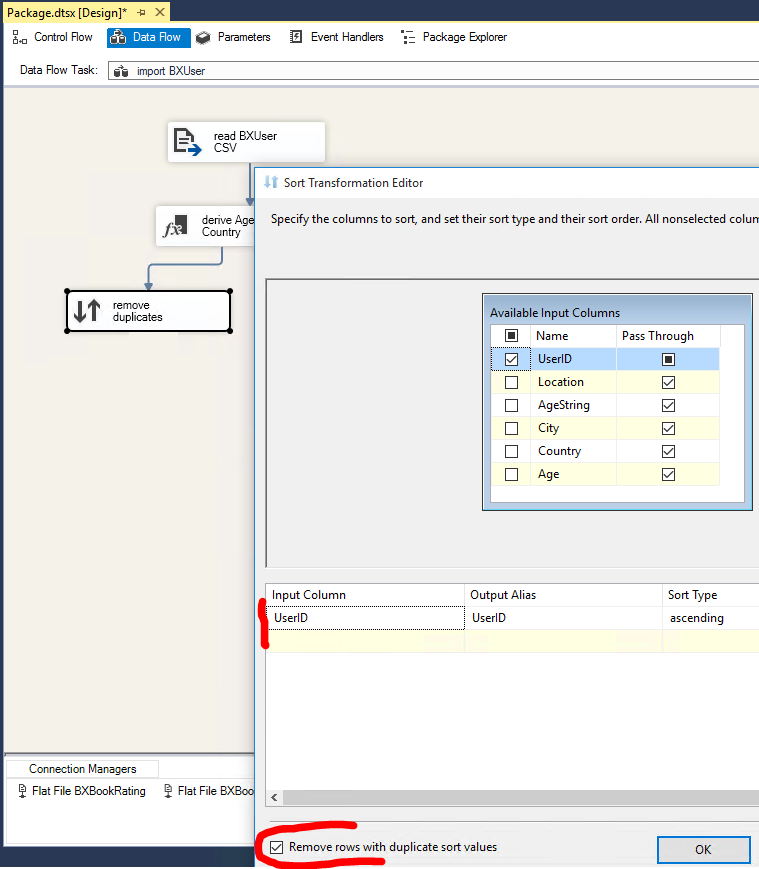 Package.dtsx [Design]*
Control Flow Data Flow Parameters Event Handlers Package Explorer
Data Flow Task: import BXUser
read BXUser
CSV
Sort Transformation Editor
derive Age
Country
Specify the columns to sort, and set their sort type and their sort order. All nonselected colum
remove
duplicates
Available Input Columns
Name Pass Through
UserID
Location
AgeString
City
Country
Age
Input Column Output Alias Sort Type
UserID UserID ascending
Connection Managers
Flat File BXBookRating Flat File BXBoo
Remove rows with duplicate sort values OK